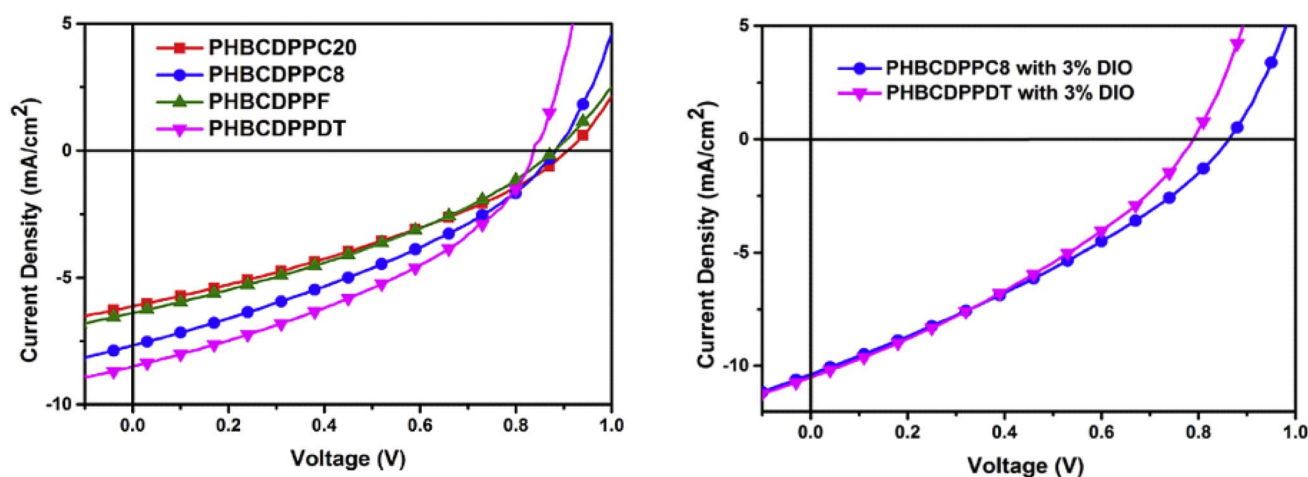 5
0
-5
-10
Current Density (mA/cm²)
PHBCDPPC20
PHBCDPPC8
PHBCDPPF
PHBCDPPDT
0.0 0.2 0.4 0.6 0.8 1.0
Voltage (V)
5
0
-5
-10
Current Density (mA/cm²)
PHBCDPPC8 with 3% DIO
PHBCDPPDT with 3% DIO
0.0 0.2 0.4 0.6 0.8 1.0
Voltage (V)